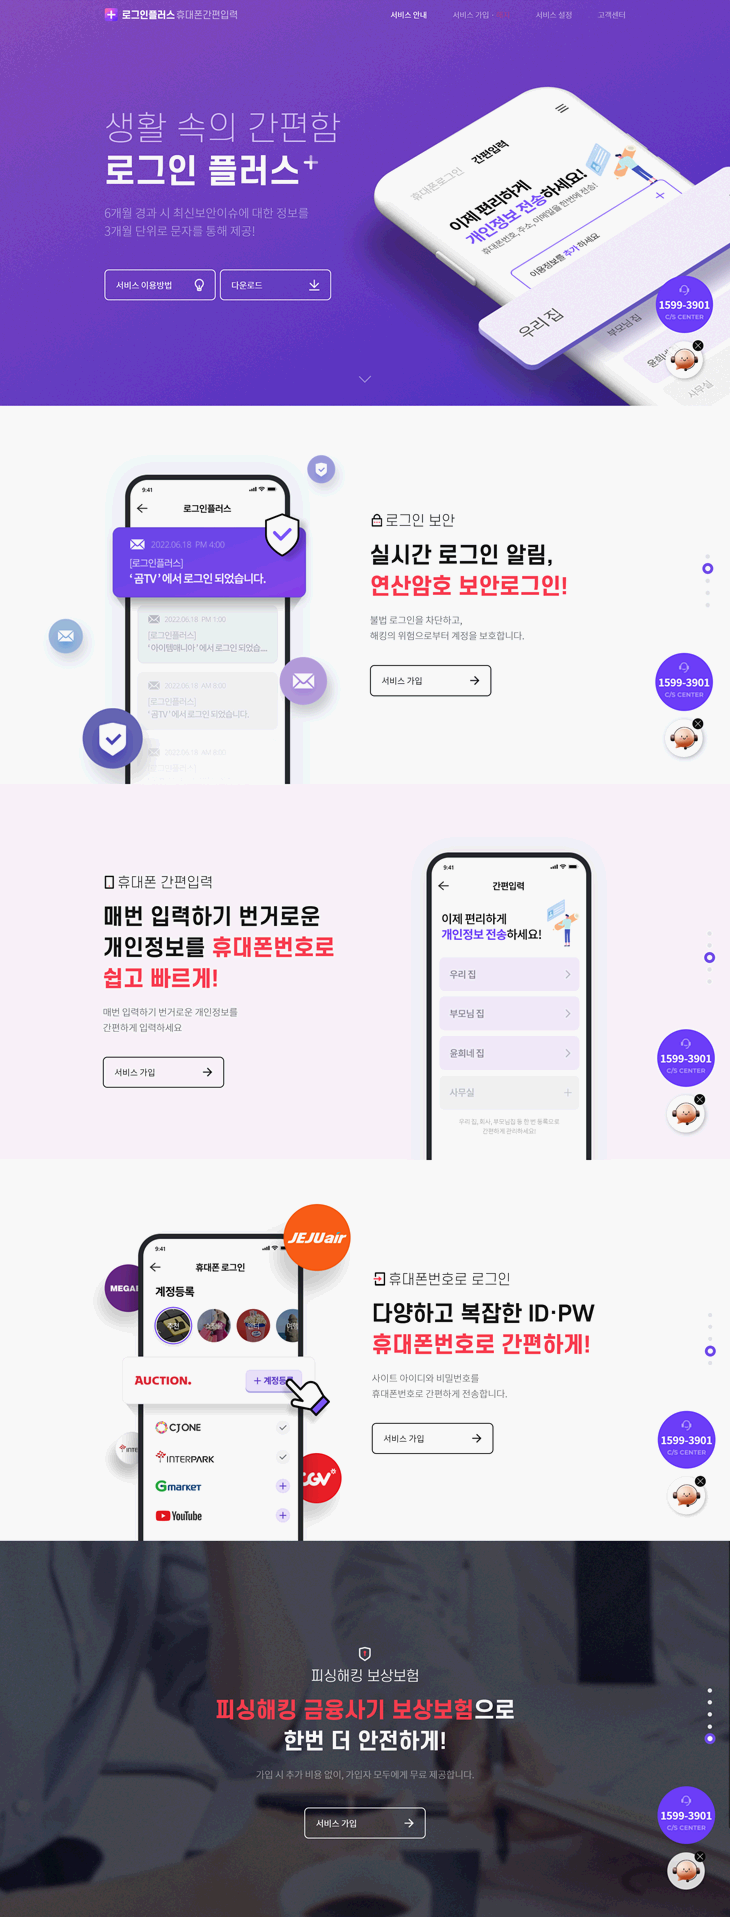 로그인플러스 휴대폰간편입력
서비스 안내
서비스 가입 ·
서비스 설정
고객센터
생활 속의 간편함
로그인 플러스+
6개월 경과 시 최신보안이슈에 대한 정보를
3개월 단위로 문자를 통해 제공!
서비스 이용방법
다운로드
휴대폰로그인
간편입력
이제 편리하게
개인정보 전송하세요!
휴대폰번호, 주소, 이메일을 한번에 전송!
이용정보를 추가 하세요
우리 집
부모님 집
윤희네
사무실
1599-3901
C/S CENTER
9:41
로그인플러스
2022.06.18 PM 4:00
[로그인플러스]
‘곰TV’에서 로그인 되었습니다.
2022.06.18 PM 1:00
[로그인플러스]
‘아이템매니아’에서 로그인 되었습...
2022.06.18 AM 8:00
[로그인플러스]
‘곰TV’에서 로그인 되었습니다.
로그인 보안
실시간 로그인 알림,
연산암호 보안로그인!
불법 로그인을 차단하고,
해킹의 위험으로부터 계정을 보호합니다.
서비스 가입
1599-3901
C/S CENTER
휴대폰 간편입력
매번 입력하기 번거로운
개인정보를 휴대폰번호로
쉽고 빠르게!
매번 입력하기 번거로운 개인정보를
간편하게 입력하세요
서비스 가입
9:41
간편입력
이제 편리하게
개인정보 전송하세요!
우리 집
부모님 집
윤희네 집
사무실
우리 집, 회사, 부모님집 등 한 번 등록으로
간편하게 관리하세요!
1599-3901
C/S CENTER
JEJUair
MEGA
9:41
휴대폰 로그인
계정등록
추천
쇼핑
여행
AUCTION.
+ 계정등록
CJ ONE
INTERPARK
Gmarket
YouTube
INTE
CGV
휴대폰번호로 로그인
다양하고 복잡한 ID·PW
휴대폰번호로 간편하게!
사이트 아이디와 비밀번호를
휴대폰번호로 간편하게 전송합니다.
서비스 가입
1599-3901
C/S CENTER
피싱해킹 보상보험
피싱해킹 금융사기 보상보험으로
한번 더 안전하게!
가입 시 추가 비용 없이, 가입자 모두에게 무료 제공합니다.
서비스 가입
1599-3901
C/S CENTER